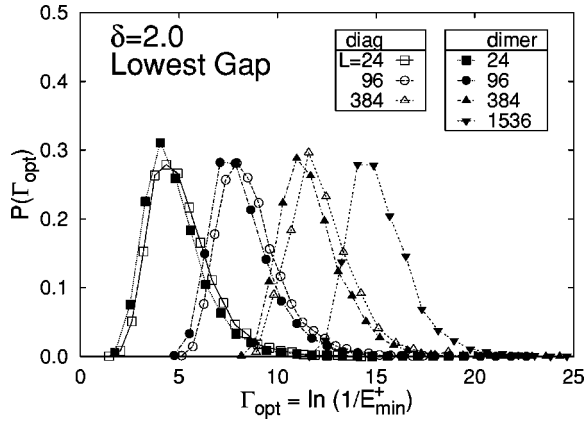 δ=2.0
Lowest Gap
diag
L=24
96
384
dimer
24
96
384
1536
P(Γopt)
0.5
0.4
0.3
0.2
0.1
0.0
0 5 10 15 20 25
Γopt = ln (1/E+min)